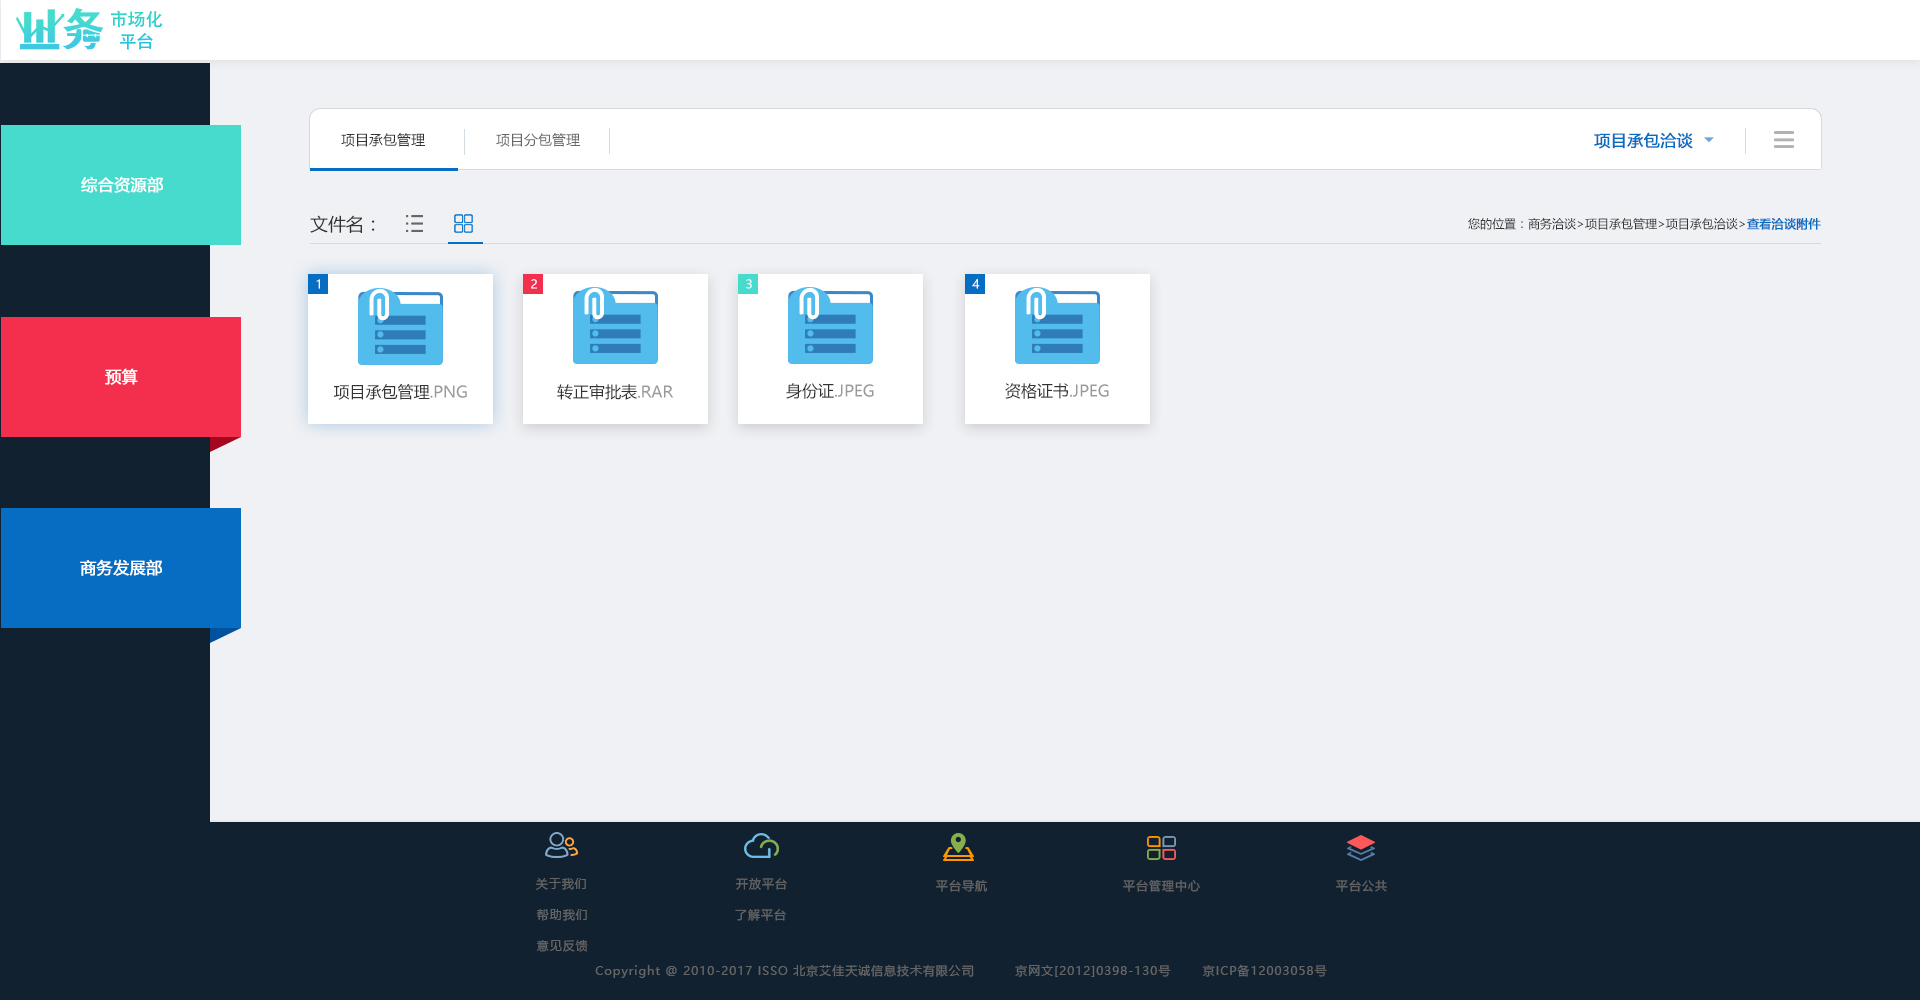 业务 市场化
平台
综合资源部
预算
商务发展部
项目承包管理
项目分包管理
项目承包洽谈
文件名：
您的位置：商务洽谈>项目承包管理>项目承包洽谈>查看洽谈附件
1
项目承包管理.PNG
2
转正审批表.RAR
3
身份证.JPEG
4
资格证书.JPEG
关于我们
帮助我们
意见反馈
开放平台
了解平台
平台导航
平台管理中心
平台公共
Copyright @ 2010-2017 ISSO 北京艾佳天诚信息技术有限公司 京网文[2012]0398-130号 京ICP备12003058号